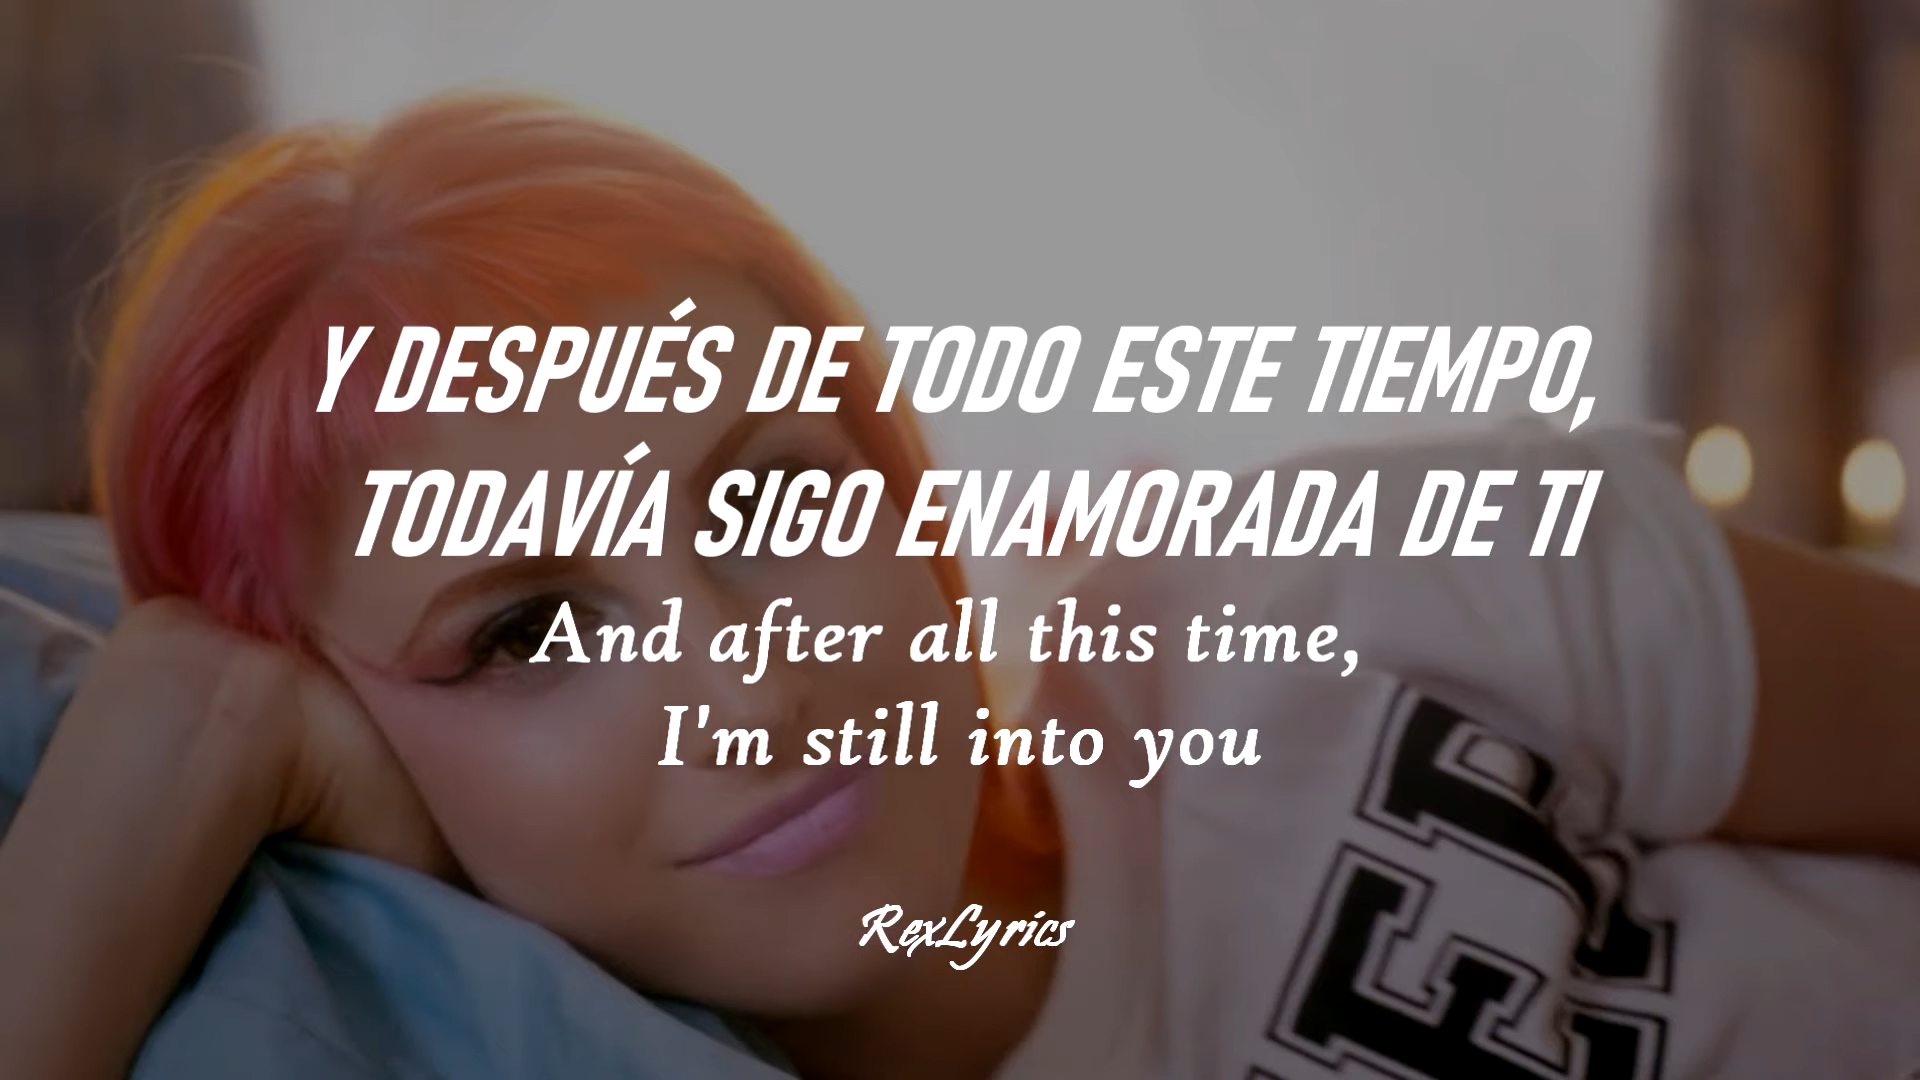 Y DESPUÉS DE TODO ESTE TIEMPO,
TODAVÍA SIGO ENAMORADA DE TI
And after all this time,
I'm still into you
RexLyrics